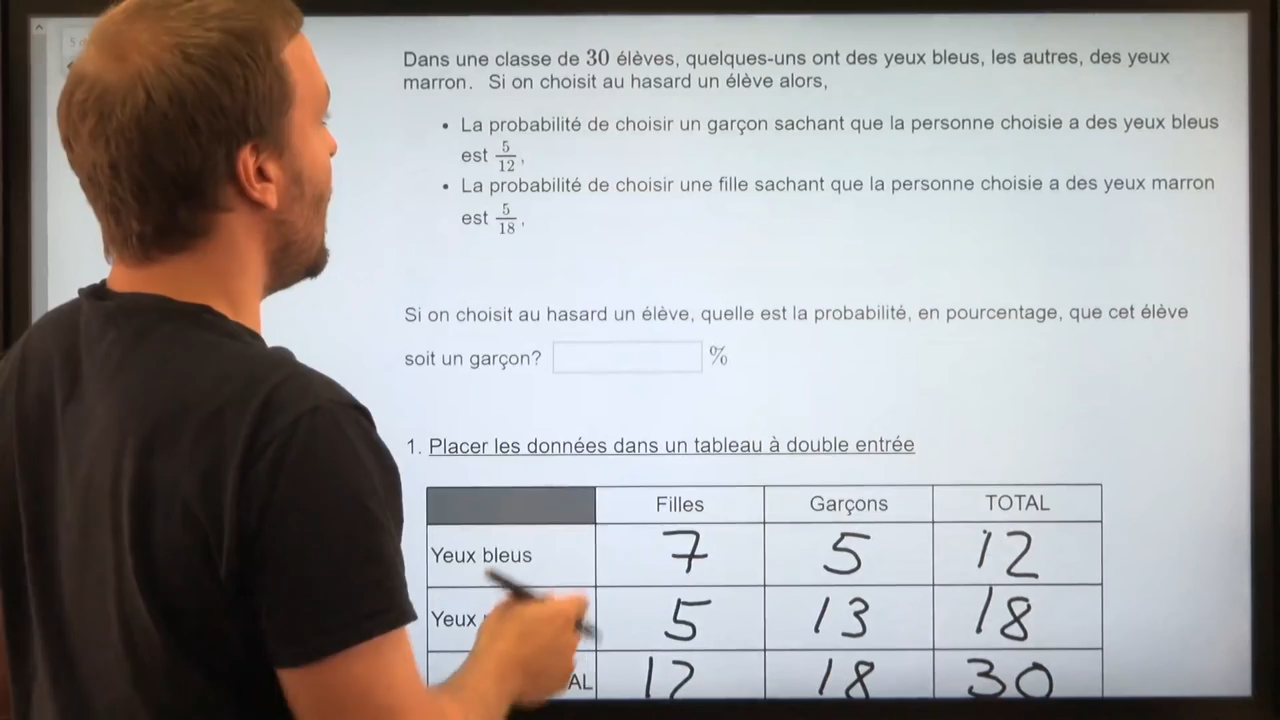 Dans une classe de 30 élèves, quelques-uns ont des yeux bleus, les autres, des yeux
marron. Si on choisit au hasard un élève alors,
• La probabilité de choisir un garçon sachant que la personne choisie a des yeux bleus
est 5/12,
• La probabilité de choisir une fille sachant que la personne choisie a des yeux marron
est 5/18,
Si on choisit au hasard un élève, quelle est la probabilité, en pourcentage, que cet élève
soit un garçon? %
1. Placer les données dans un tableau à double entrée
Filles Garçons TOTAL
Yeux bleus 7 5 12
Yeux 5 13 18
AL 12 18 30